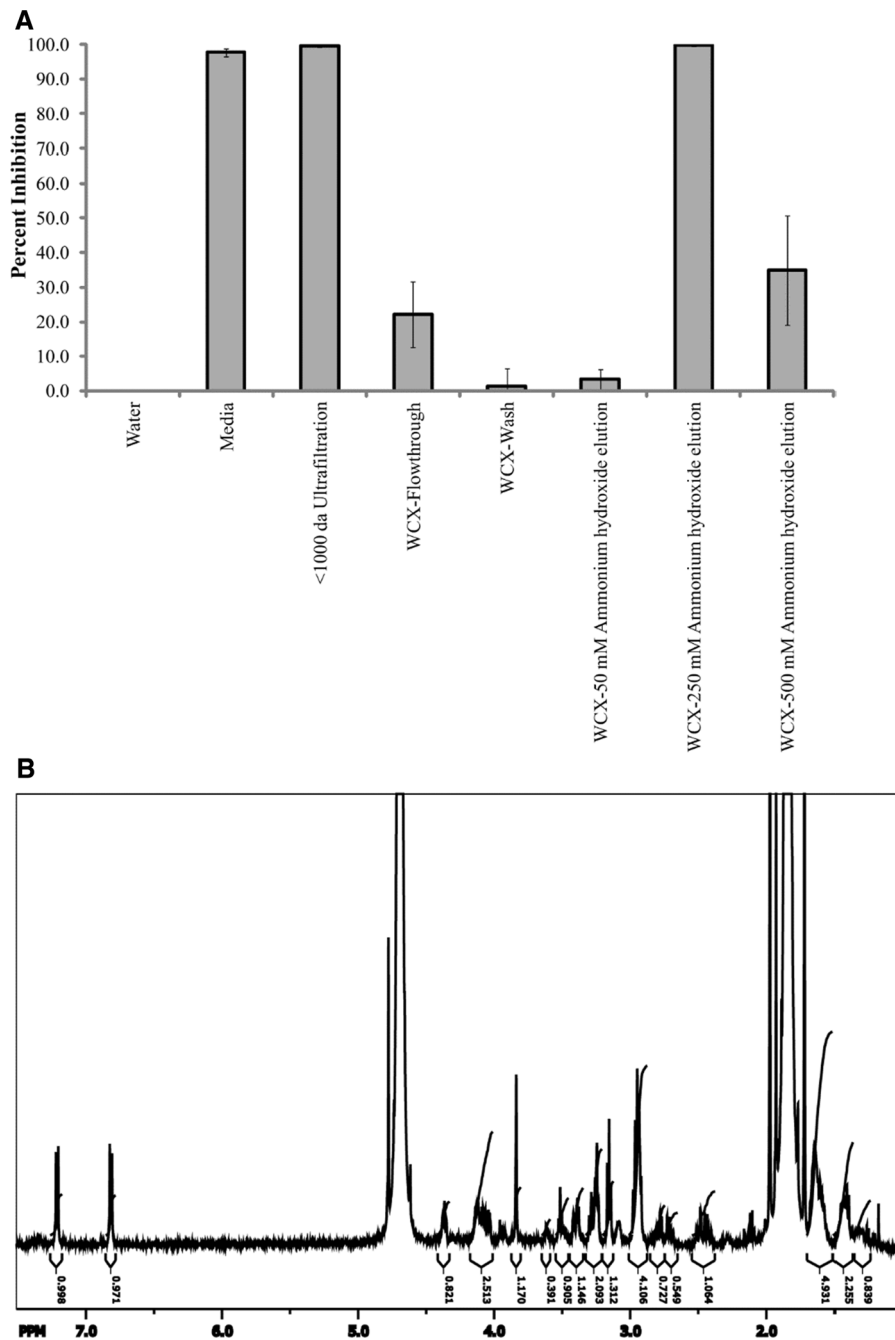 A
Percent Inhibition
100.0
90.0
80.0
70.0
60.0
50.0
40.0
30.0
20.0
10.0
0.0
Water
Media
<1000 da Ultrafiltration
WCX-Flowthrough
WCX-Wash
WCX-50 mM Ammonium hydroxide elution
WCX-250 mM Ammonium hydroxide elution
WCX-500 mM Ammonium hydroxide elution
B
0.998
0.971
0.821
2.513
1.170
0.391
0.905
1.146
2.093
1.312
4.106
0.727
0.549
1.064
4.931
2.255
0.839
PPM 7.0 6.0 5.0 4.0 3.0 2.0